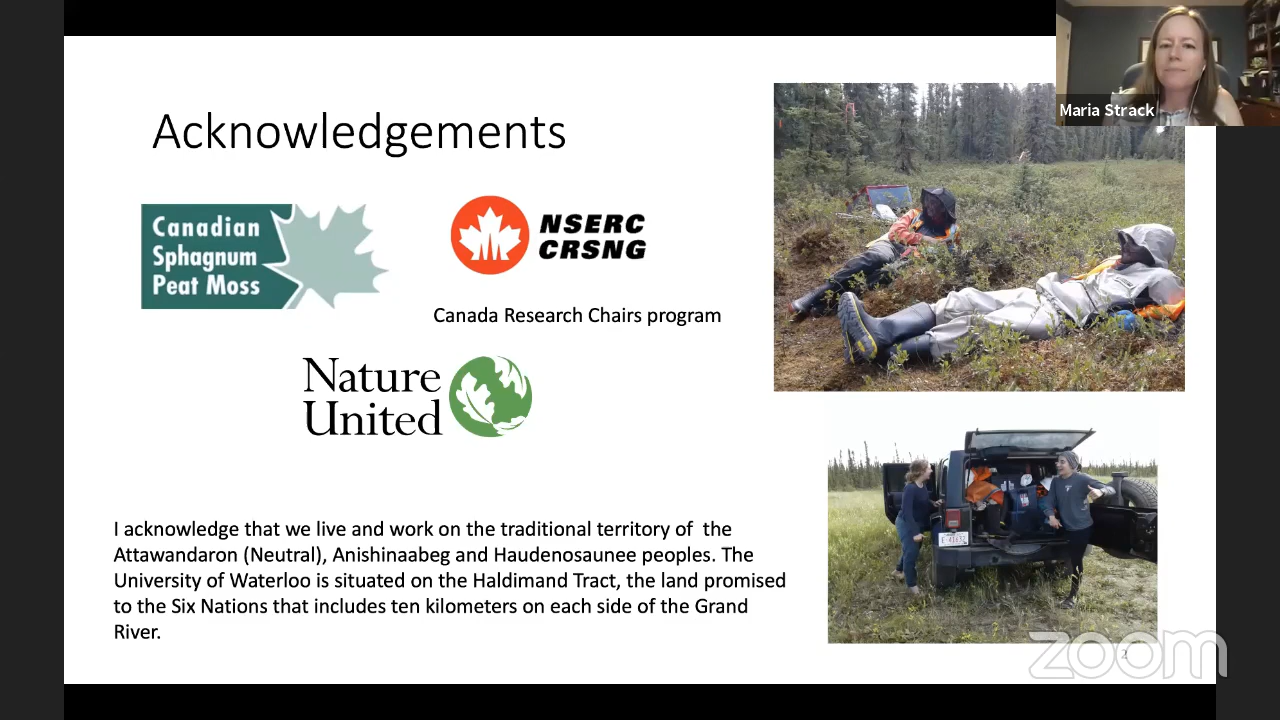 Maria Strack
Acknowledgements
Canadian
Sphagnum
Peat Moss
NSERC
CRSNG
Canada Research Chairs program
Nature
United
I acknowledge that we live and work on the traditional territory of the
Attawandaron (Neutral), Anishinaabeg and Haudenosaunee peoples. The
University of Waterloo is situated on the Haldimand Tract, the land promised
to the Six Nations that includes ten kilometers on each side of the Grand
River.
2
zoom